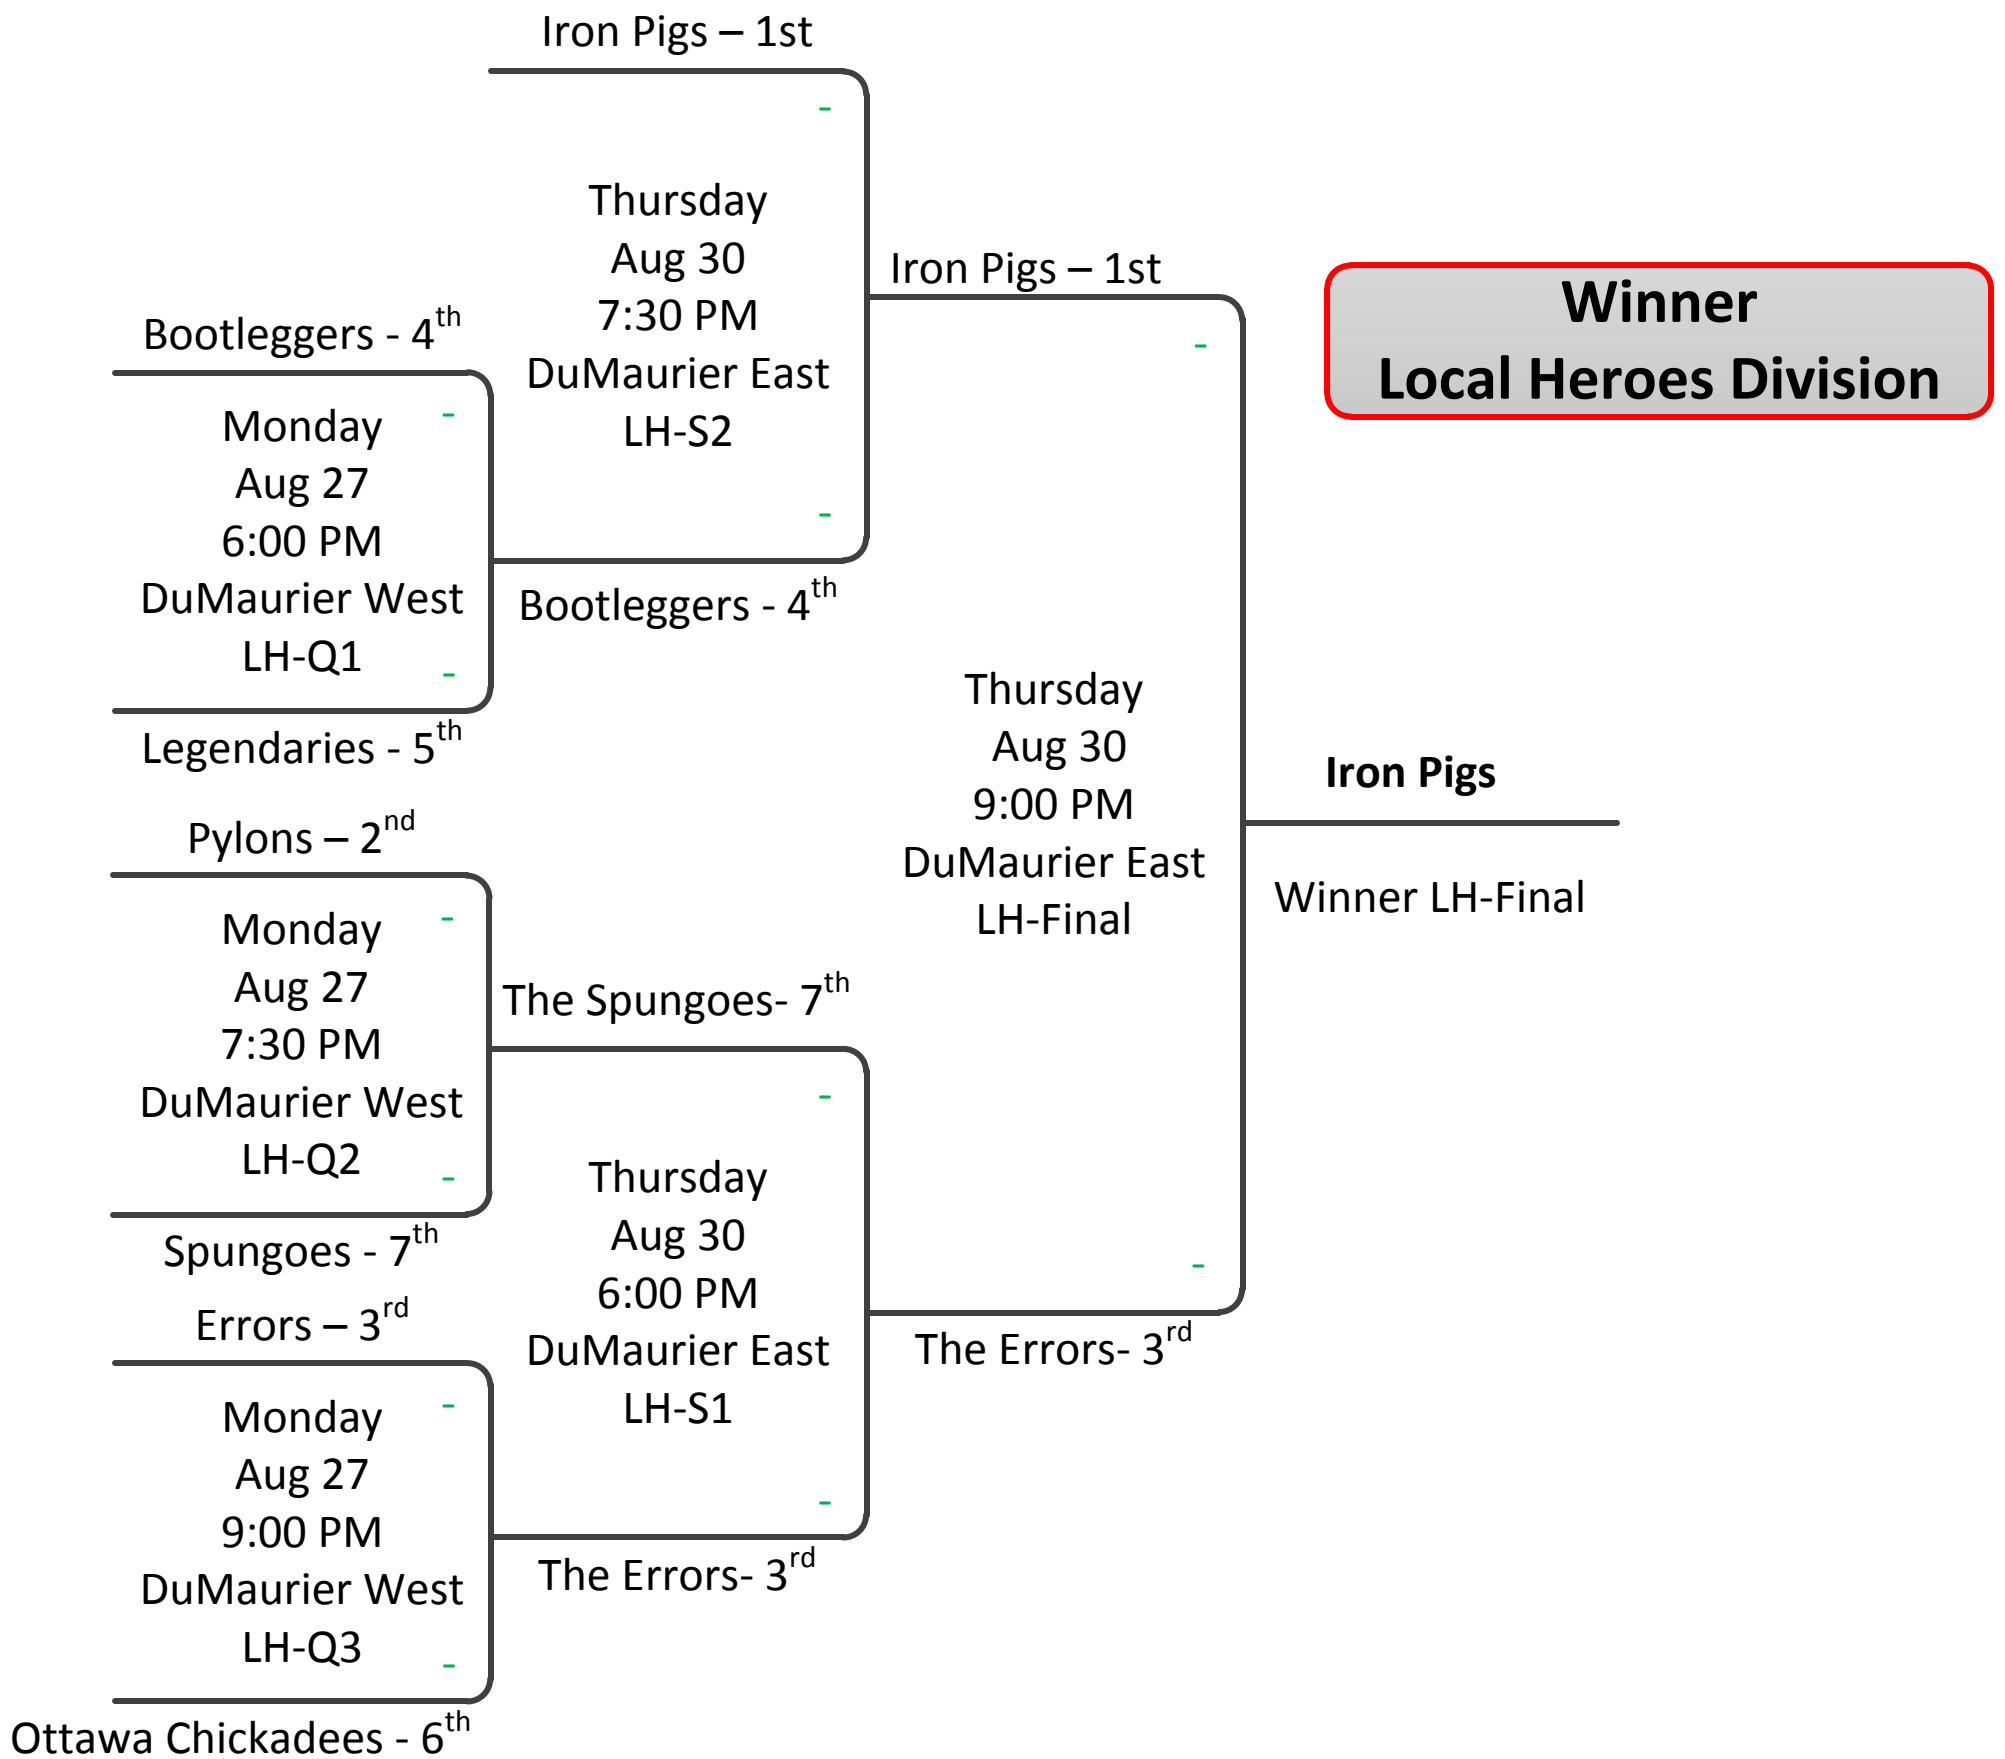 Iron Pigs – 1st
-
Thursday
Aug 30
7:30 PM
DuMaurier East
LH-S2
-
Bootleggers - 4th
Iron Pigs – 1st
-
Winner
Local Heroes Division
Bootleggers - 4th
-
Monday
Aug 27
6:00 PM
DuMaurier West
LH-Q1
-
Legendaries - 5th
Thursday
Aug 30
9:00 PM
DuMaurier East
LH-Final
Iron Pigs
Winner LH-Final
Pylons – 2nd
-
Monday
Aug 27
7:30 PM
DuMaurier West
LH-Q2
-
Spungoes - 7th
The Spungoes- 7th
-
Thursday
Aug 30
6:00 PM
DuMaurier East
LH-S1
-
The Errors- 3rd
-
The Errors- 3rd
Errors – 3rd
-
Monday
Aug 27
9:00 PM
DuMaurier West
LH-Q3
-
Ottawa Chickadees - 6th